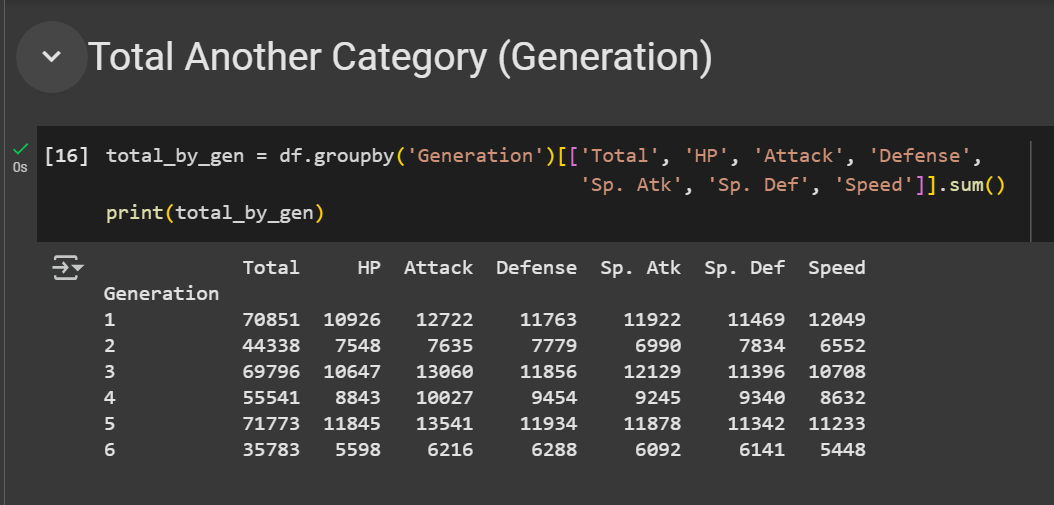 Total Another Category (Generation)
[16] total_by_gen = df.groupby('Generation')[['Total', 'HP', 'Attack', 'Defense',
0s
'Sp. Atk', 'Sp. Def', 'Speed']].sum()
print(total_by_gen)
Total HP Attack Defense Sp. Atk Sp. Def Speed
Generation
1 70851 10926 12722 11763 11922 11469 12049
2 44338 7548 7635 7779 6990 7834 6552
3 69796 10647 13060 11856 12129 11396 10708
4 55541 8843 10027 9454 9245 9340 8632
5 71773 11845 13541 11934 11878 11342 11233
6 35783 5598 6216 6288 6092 6141 5448